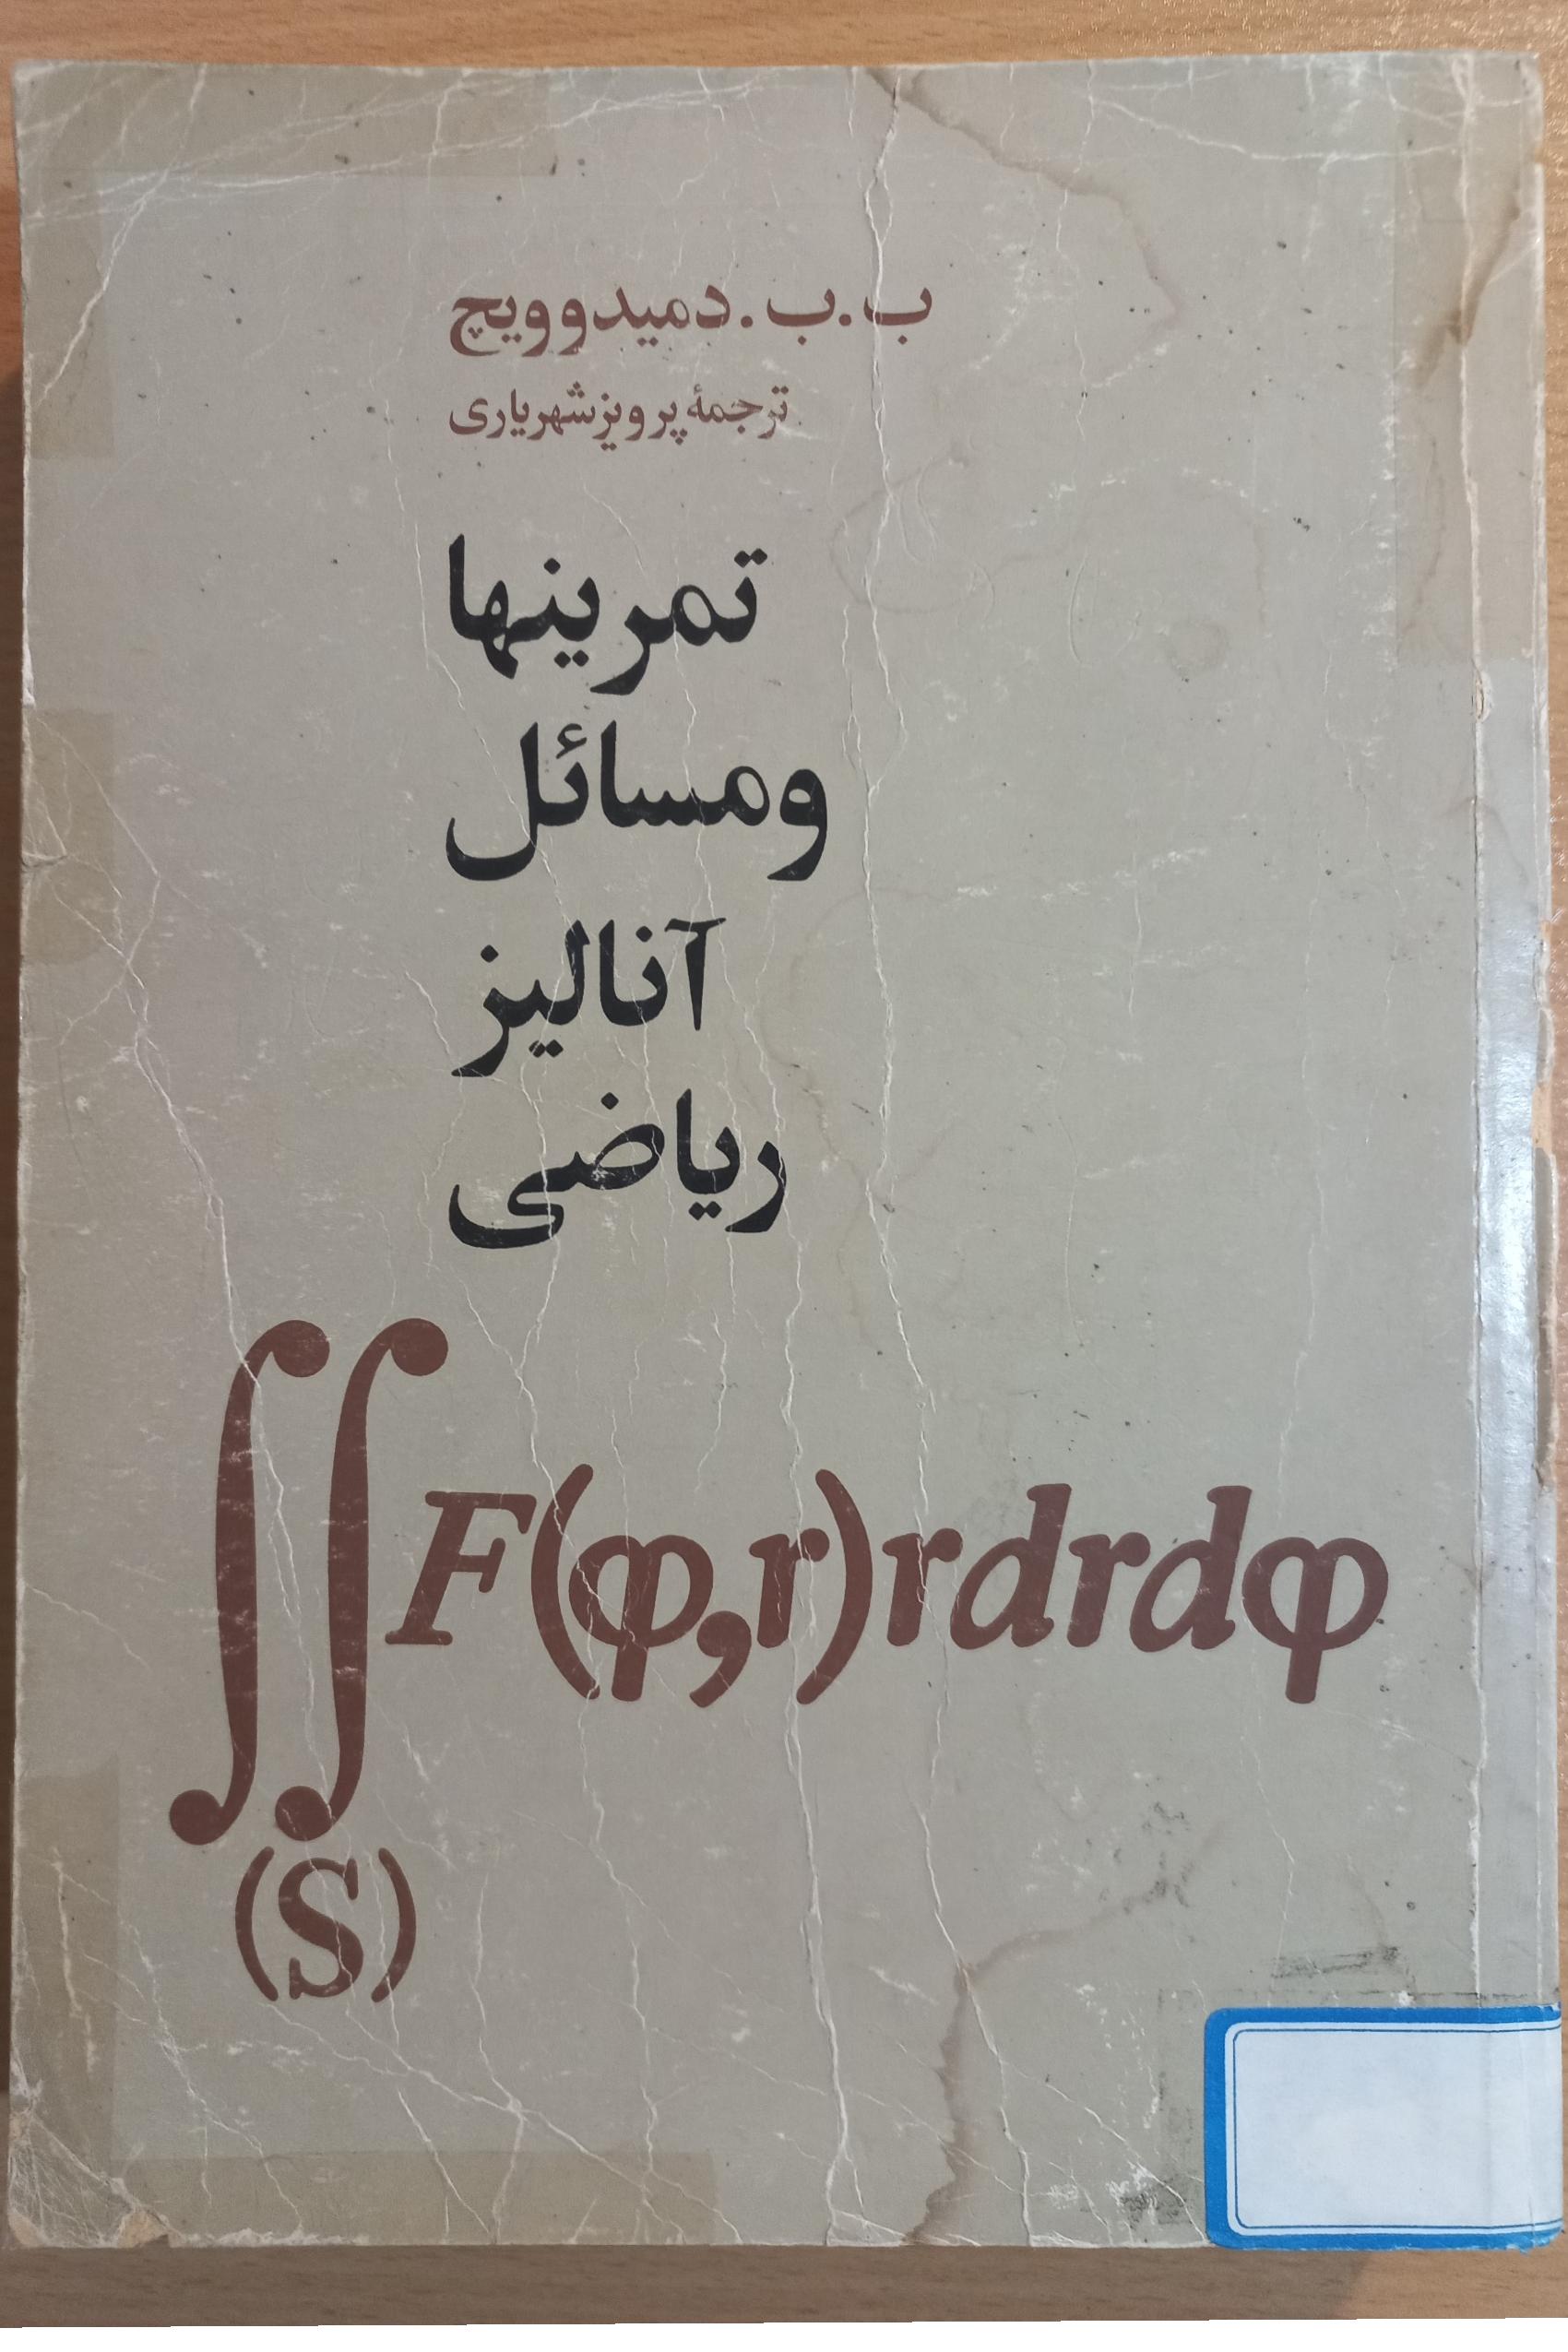 ب.ب.دمیدوویچ
ترجمهٔ پرویز شهریاری
تمرینها
ومسائل
آنالیز
ریاضی
∬F(φ,r)rdrdφ
(S)